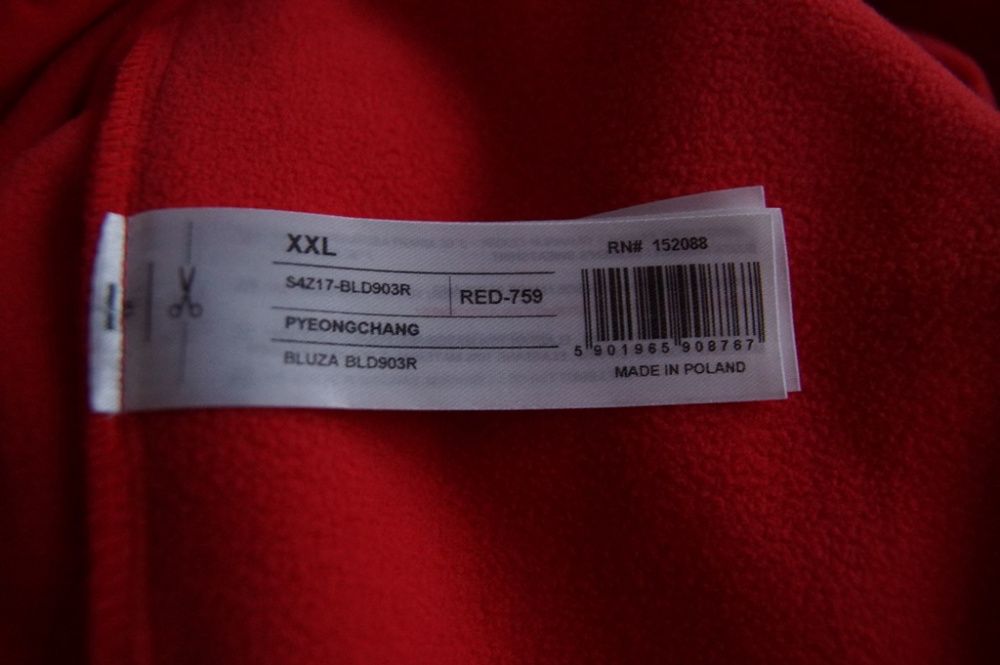 XXL
S4Z17-BLD903R
RED-759
PYEONGCHANG
BLUZA BLD903R
RN# 152088
5 901965 908767
MADE IN POLAND